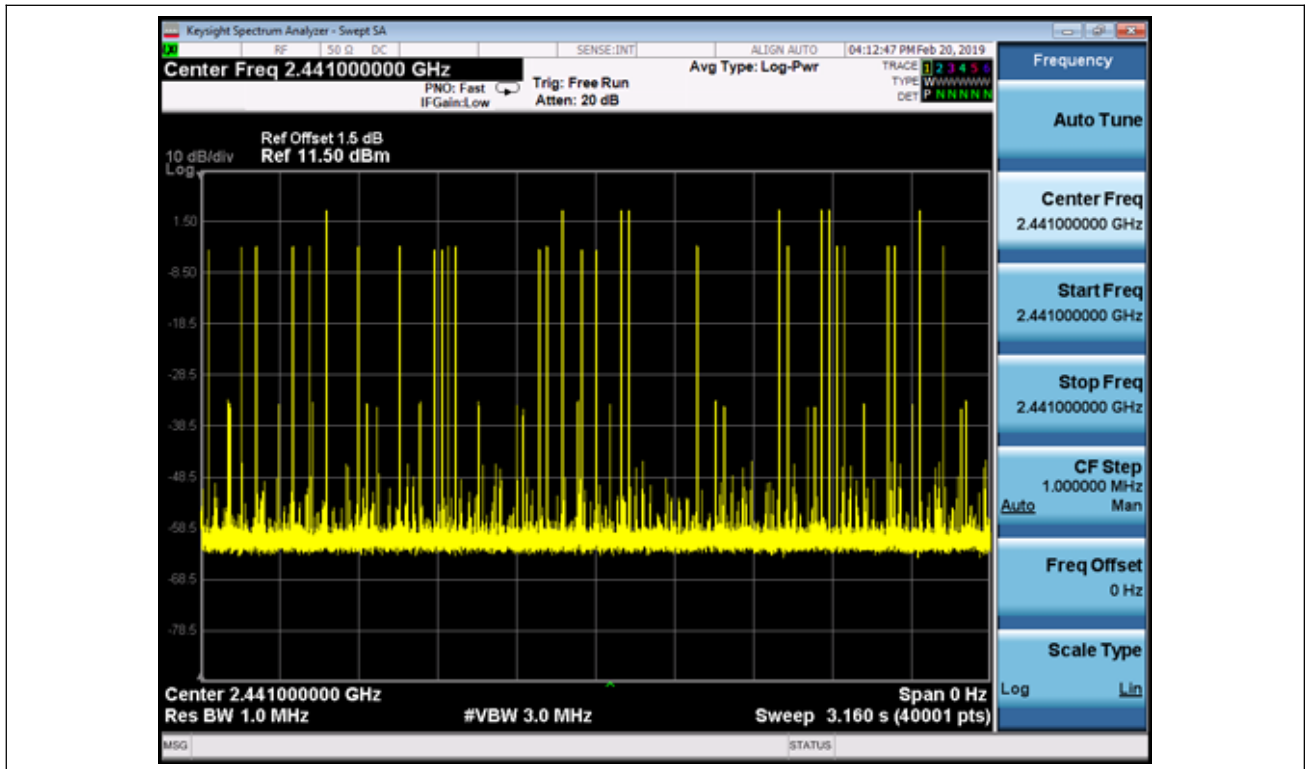 Keysight Spectrum Analyzer - Swept SA
LXI RF 50 Ω DC SENSE:INT ALIGN AUTO 04:12:47 PM Feb 20, 2019
Center Freq 2.441000000 GHz
PNO: Fast
IFGain:Low
Trig: Free Run
Atten: 20 dB
Avg Type: Log-Pwr
TRACE 1 2 3 4 5 6
TYPE WWWWWW
DET P N N N N N
Ref Offset 1.5 dB
10 dB/div Ref 11.50 dBm
Log
1.50
-8.50
-18.5
-28.5
-38.5
-48.5
-58.5
-68.5
-78.5
Center 2.441000000 GHz Span 0 Hz
Res BW 1.0 MHz #VBW 3.0 MHz Sweep 3.160 s (40001 pts)
MSG STATUS
Frequency
Auto Tune
Center Freq
2.441000000 GHz
Start Freq
2.441000000 GHz
Stop Freq
2.441000000 GHz
CF Step
1.000000 MHz
Auto Man
Freq Offset
0 Hz
Scale Type
Log Lin